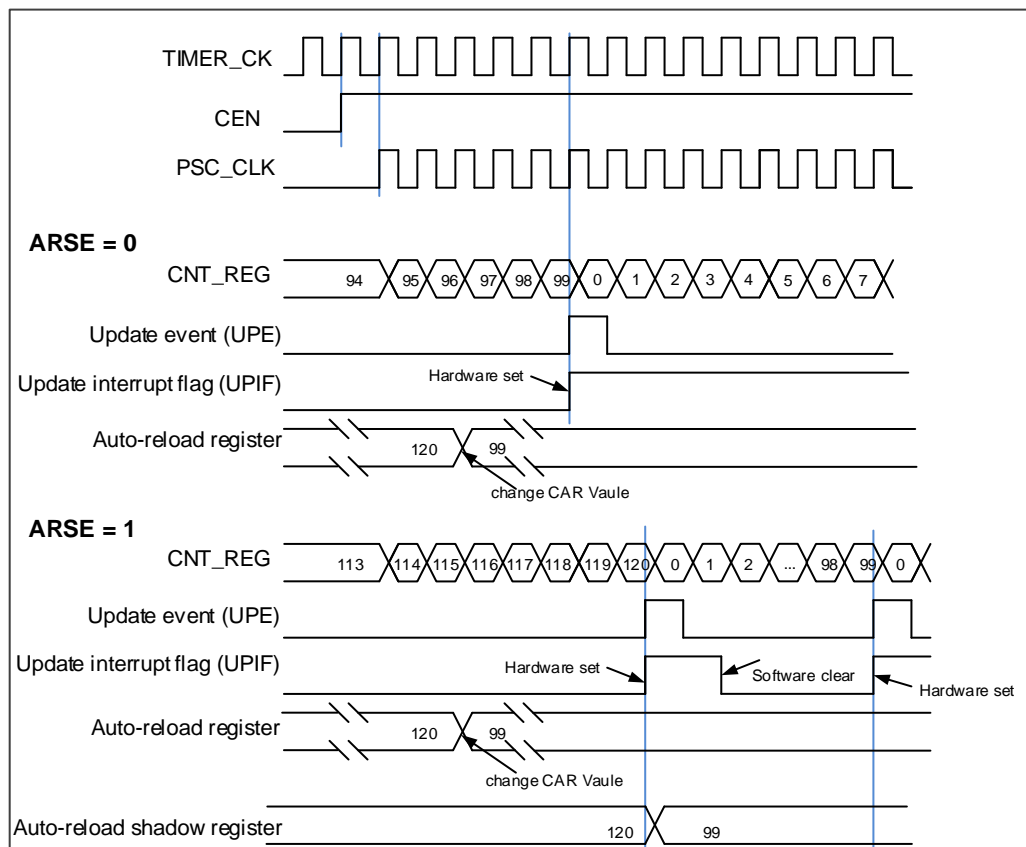 TIMER_CK
CEN
PSC_CLK
ARSE = 0
CNT_REG 94 95 96 97 98 99 0 1 2 3 4 5 6 7
Update event (UPE)
Update interrupt flag (UPIF) Hardware set
Auto-reload register 120 99
change CAR Vaule
ARSE = 1
CNT_REG 113 114 115 116 117 118 119 120 0 1 2 ... 98 99 0
Update event (UPE)
Update interrupt flag (UPIF) Hardware set Software clear Hardware set
Auto-reload register 120 99
change CAR Vaule
Auto-reload shadow register 120 99